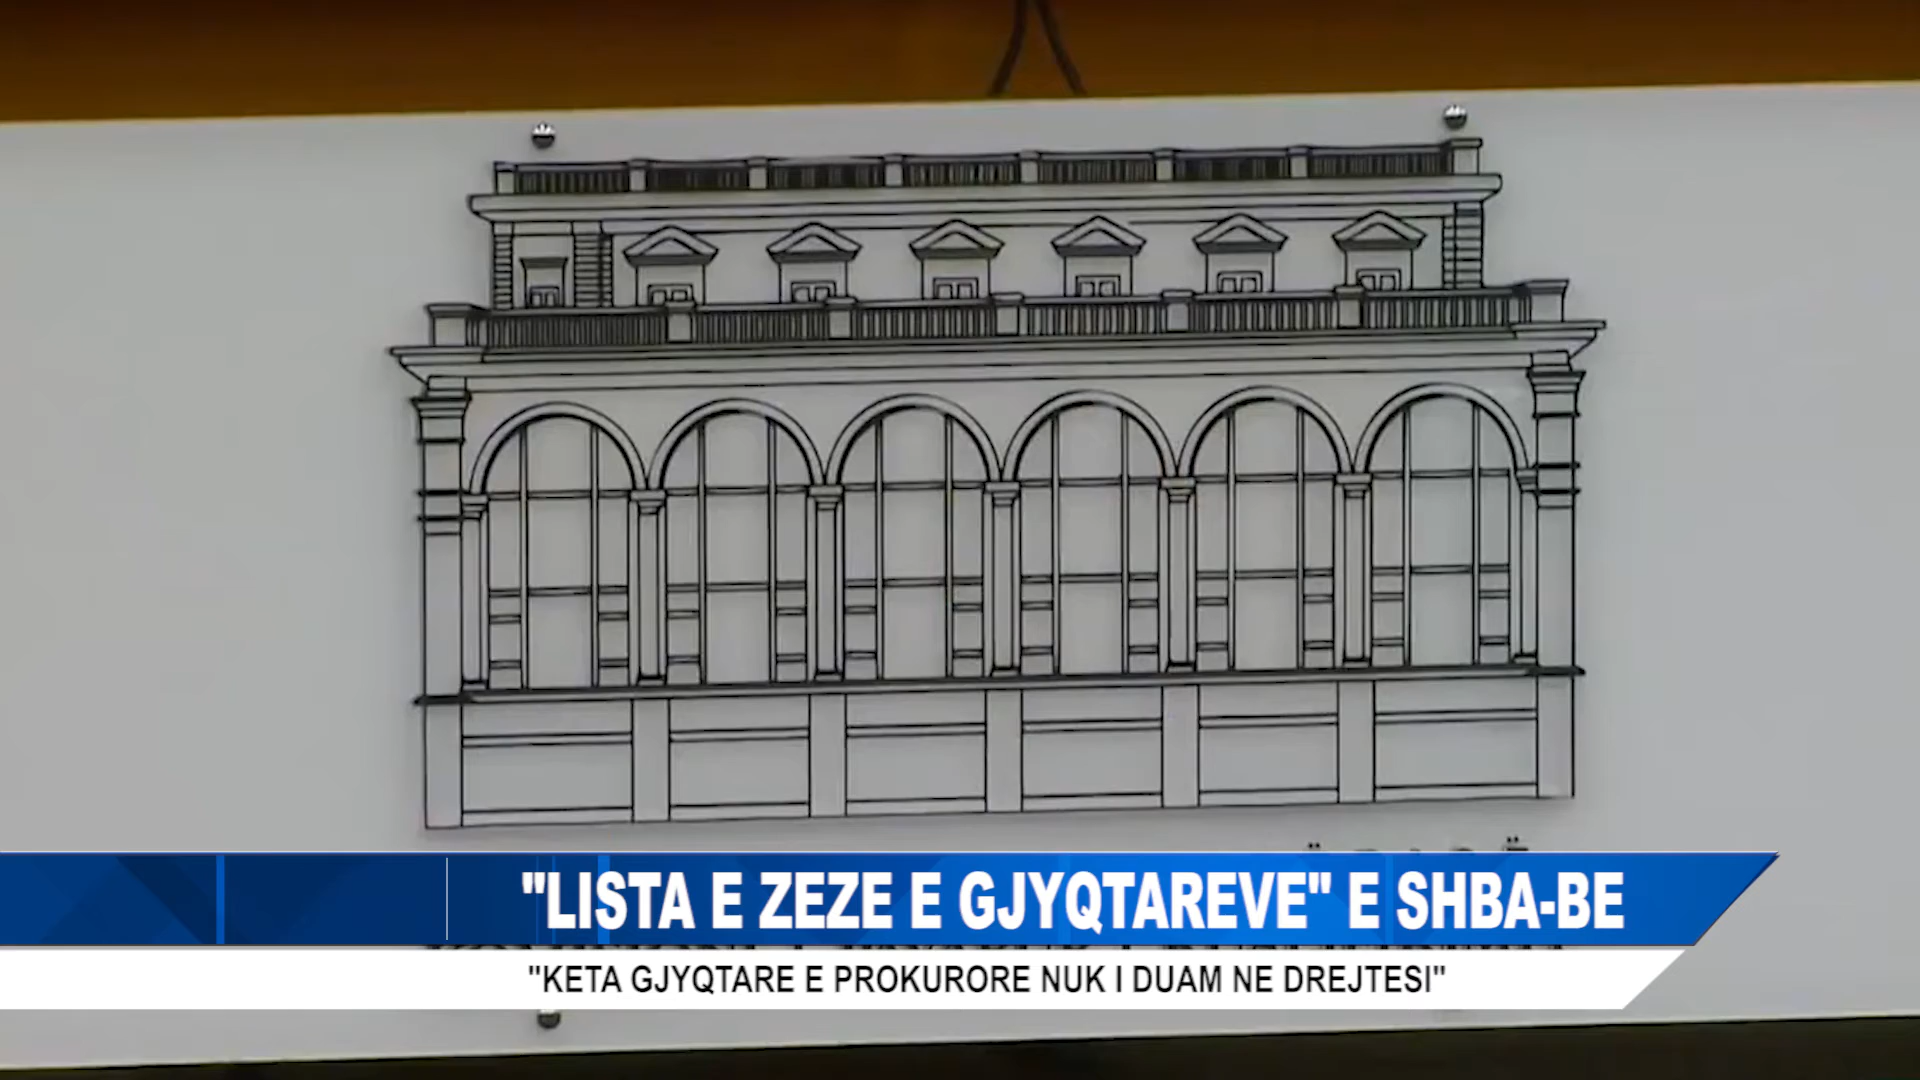 "LISTA E ZEZE E GJYQTAREVE" E SHBA-BE
"KETA GJYQTARE E PROKURORE NUK I DUAM NE DREJTESI"